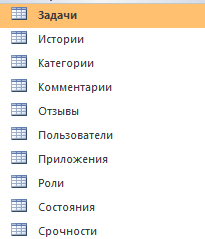 Задачи
Истории
Категории
Комментарии
Отзывы
Пользователи
Приложения
Роли
Состояния
Срочности